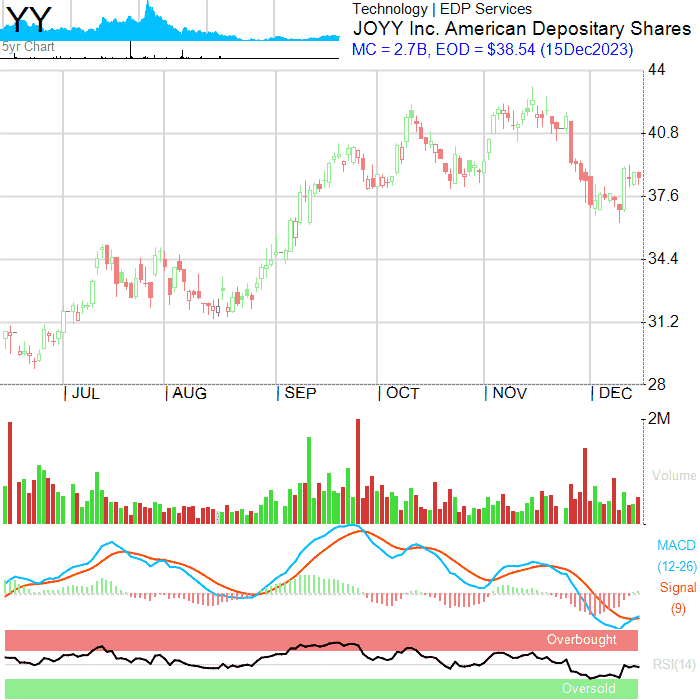 YY
5yr Chart
Technology | EDP Services
JOYY Inc. American Depositary Shares
MC = 2.7B, EOD = $38.54 (15Dec2023)
44
40.8
37.6
34.4
31.2
28
JUL AUG SEP OCT NOV DEC
2M
Volume
MACD
(12-26)
Signal
(9)
Overbought
RSI(14)
Oversold